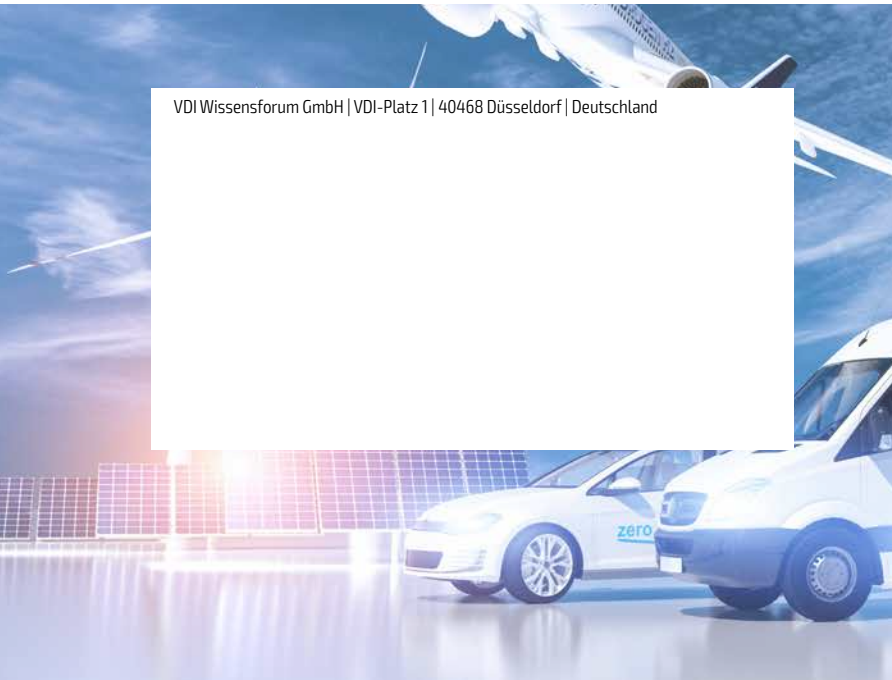 VDI Wissensforum GmbH | VDI-Platz 1 | 40468 Düsseldorf | Deutschland
zero